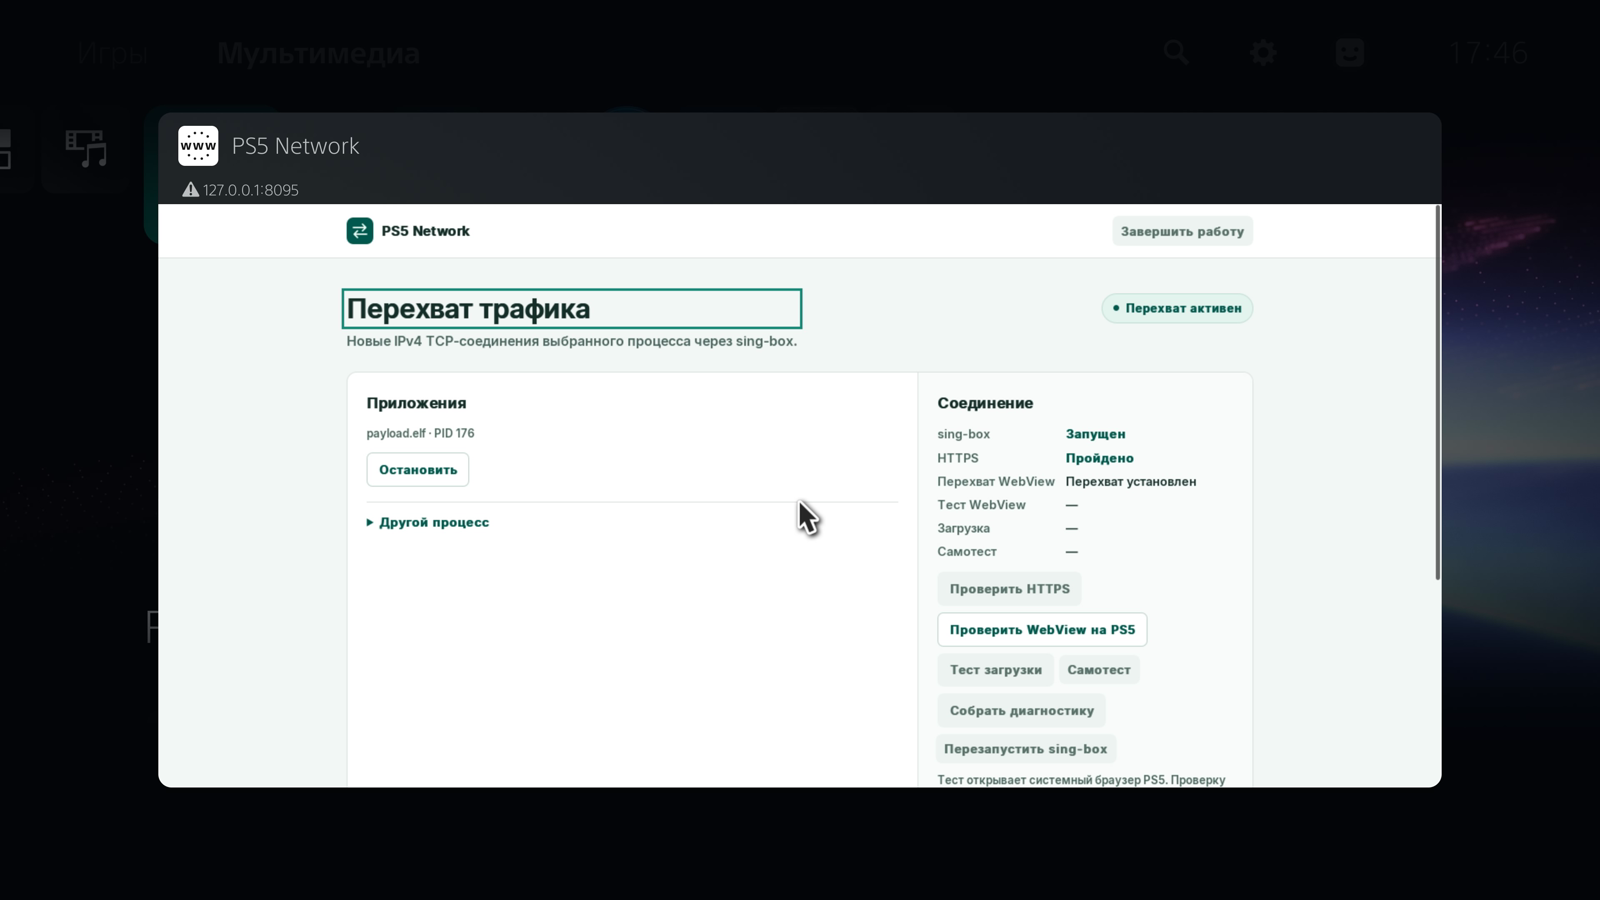 Игры
Мультимедиа
17:46
www
PS5 Network
127.0.0.1:8095
PS5 Network
Завершить работу
Перехват трафика
Перехват активен
Новые IPv4 TCP-соединения выбранного процесса через sing-box.
Приложения
payload.elf · PID 176
Остановить
Другой процесс
Соединение
sing-box Запущен
HTTPS Пройдено
Перехват WebView Перехват установлен
Тест WebView —
Загрузка —
Самотест —
Проверить HTTPS
Проверить WebView на PS5
Тест загрузки Самотест
Собрать диагностику
Перезапустить sing-box
Тест открывает системный браузер PS5. Проверку